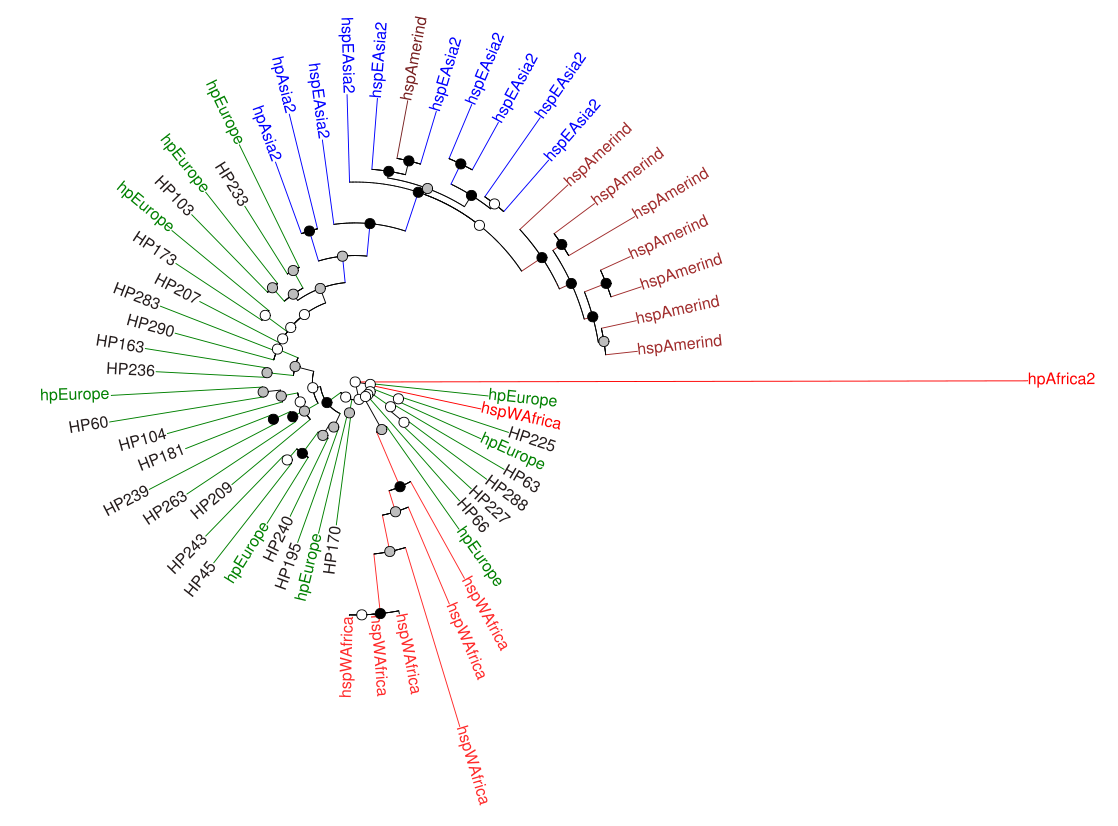 hpEurope
hpEurope
HP233
hpEurope
HP103
HP173
HP207
HP283
HP290
HP163
HP236
hpEurope
HP60
HP104
HP181
HP239
HP263
HP209
HP243
HP45
hpEurope
HP240
HP195
hpEurope
HP170
hpAsia2
hpAsia2
hspEAsia2
hspEAsia2
hspEAsia2
hspAmerind
hspEAsia2
hspEAsia2
hspEAsia2
hspEAsia2
hspEAsia2
hspAmerind
hspAmerind
hspAmerind
hspAmerind
hspAmerind
hspAmerind
hspAmerind
hpAfrica2
hpEurope
hspWAfrica
HP225
hpEurope
HP63
HP288
HP227
HP66
hpEurope
hspWAfrica
hspWAfrica
hspWAfrica
hspWAfrica
hspWAfrica
hspWAfrica